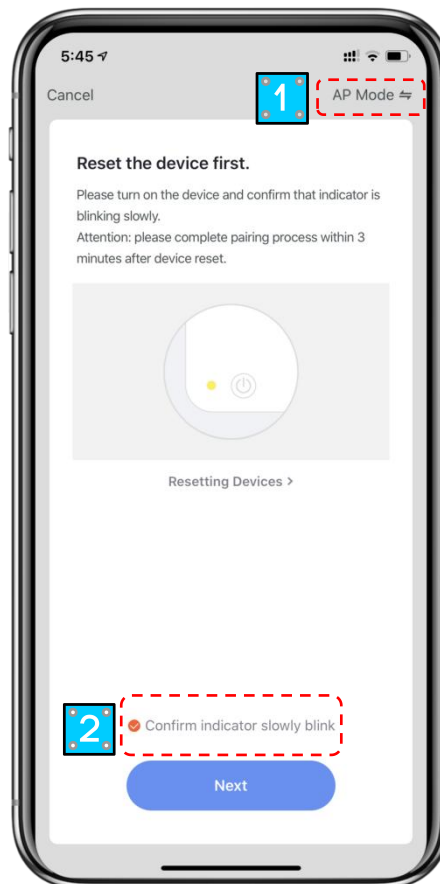 5:45
Cancel
1
AP Mode
Reset the device first.
Please turn on the device and confirm that indicator is
blinking slowly.
Attention: please complete pairing process within 3
minutes after device reset.
Resetting Devices >
2
Confirm indicator slowly blink
Next